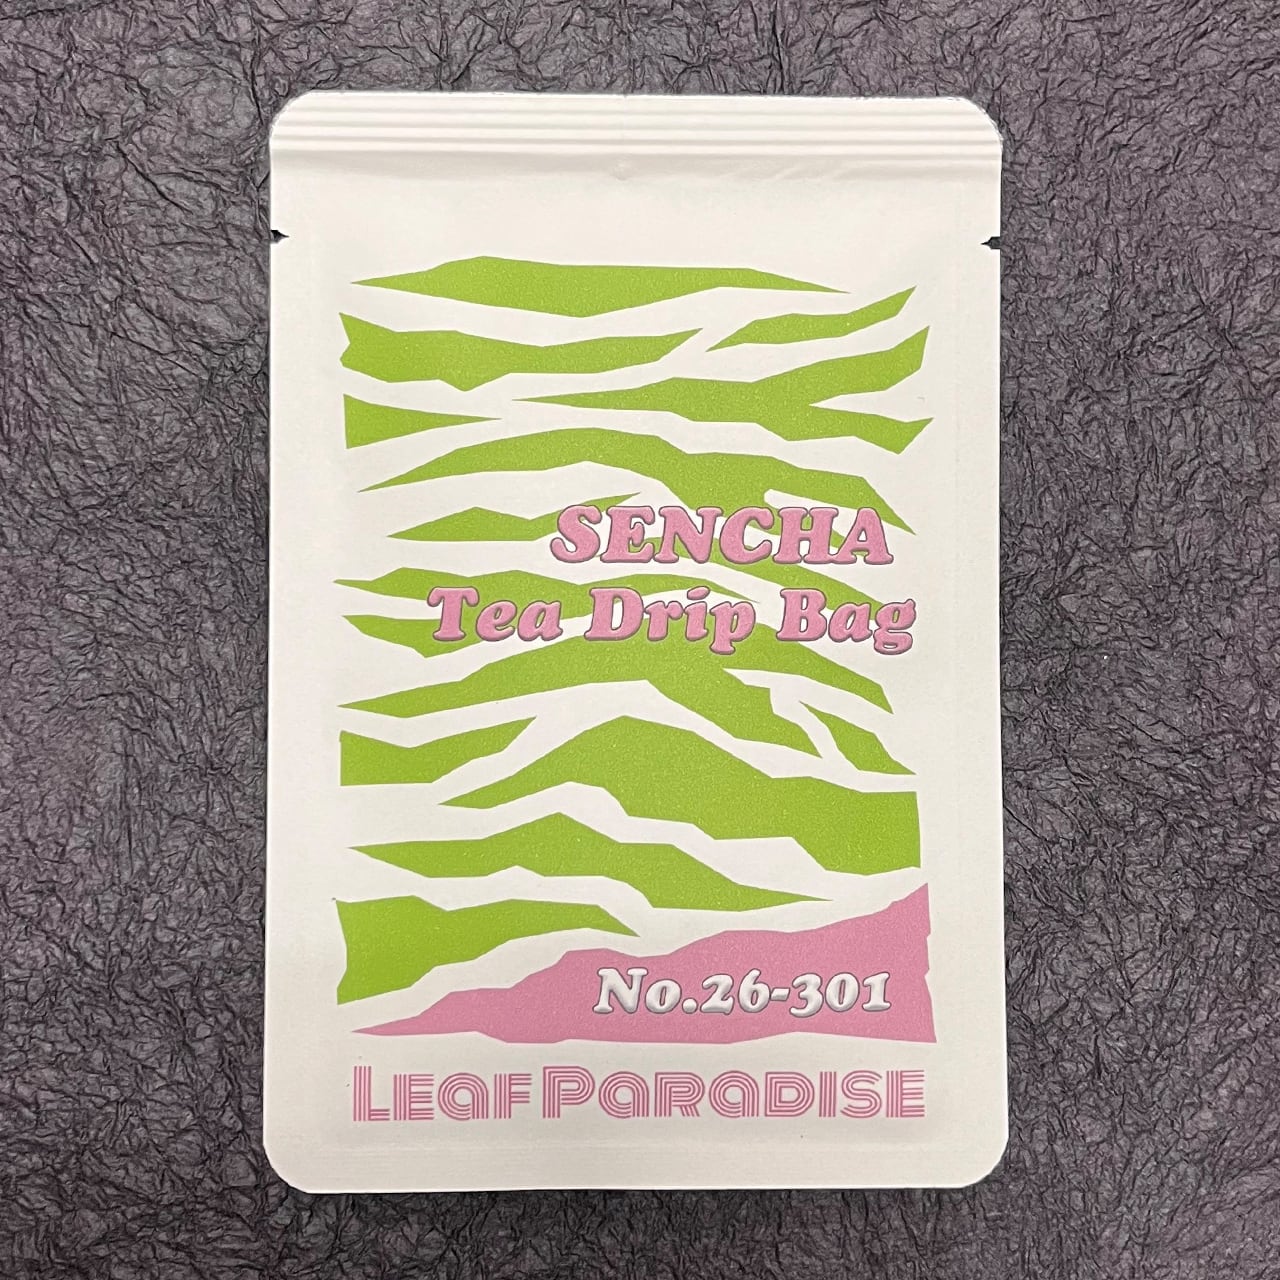 SENCHA
Tea Drip Bag
No.26-301
Leaf Paradise